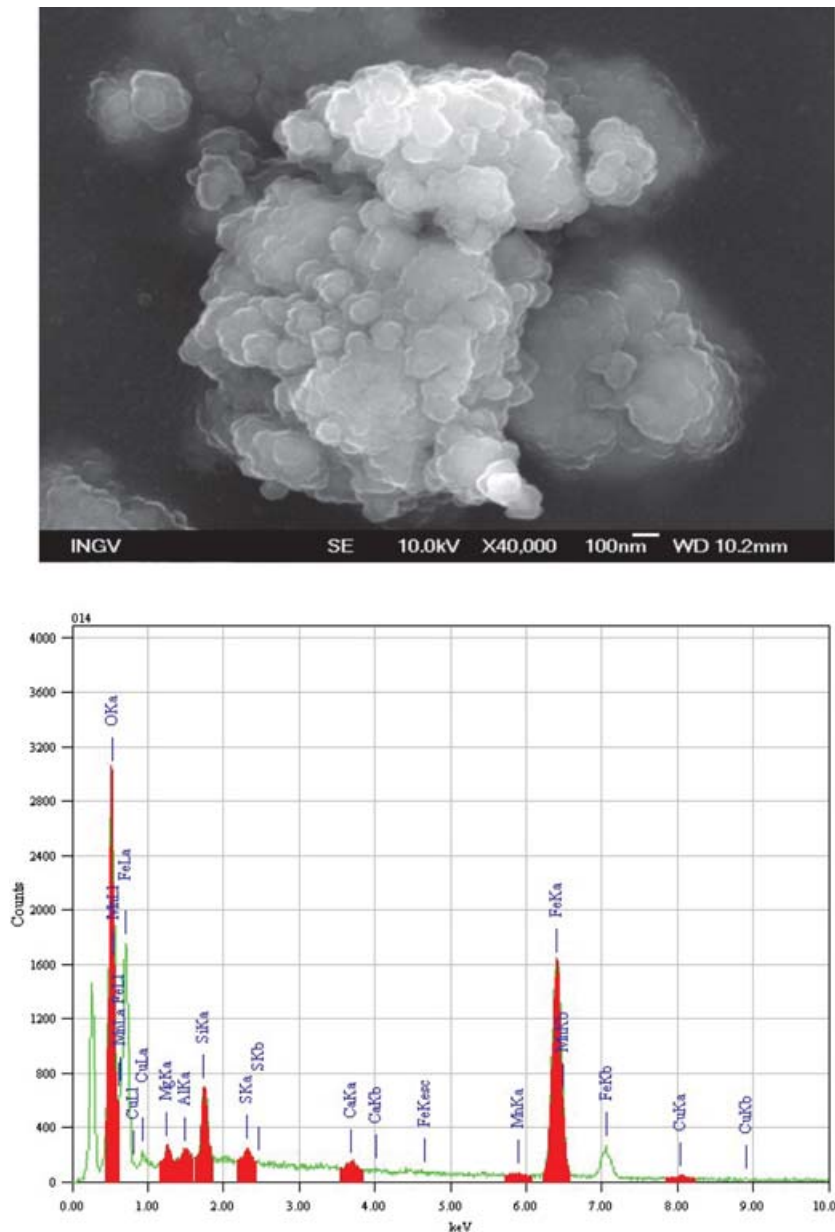 INGV SE 10.0kV X40,000 100nm WD 10.2mm
014
4000
3600
3200
2800
2400
2000
1600
1200
800
400
0
Counts
OKa
MnLl
FeLa
MnLa
FeLl
CuLl
CuLa
MgKa
AlKa
SiKa
SKa
SKb
CaKa
CaKb
FeKesc
MnKa
FeKa
MnKb
FeKb
CuKa
CuKb
0.00 1.00 2.00 3.00 4.00 5.00 6.00 7.00 8.00 9.00 10.0
keV